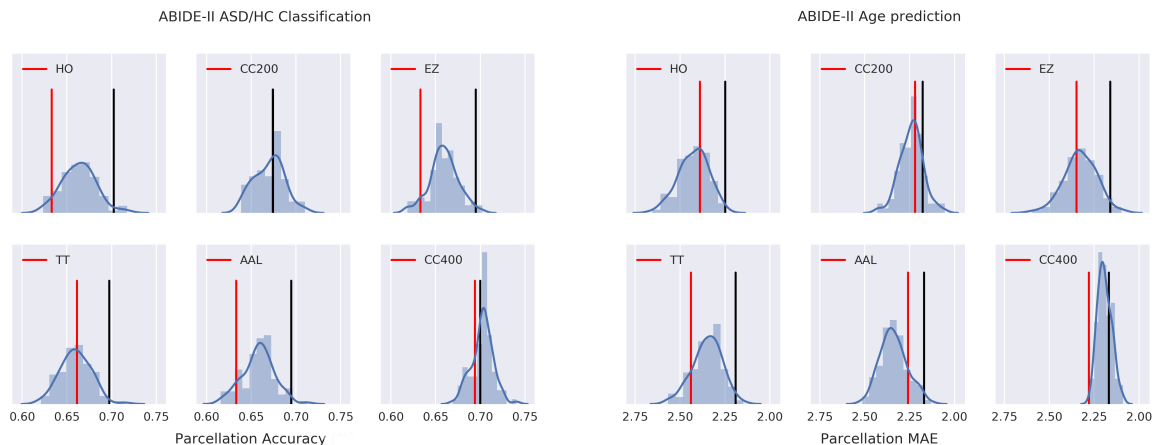 ABIDE-II ASD/HC Classification
ABIDE-II Age prediction
HO
CC200
EZ
HO
CC200
EZ
TT
AAL
CC400
TT
AAL
CC400
0.60 0.65 0.70 0.75 0.60 0.65 0.70 0.75 0.60 0.65 0.70 0.75
2.75 2.50 2.25 2.00 2.75 2.50 2.25 2.00 2.75 2.50 2.25 2.00
Parcellation Accuracy
Parcellation MAE